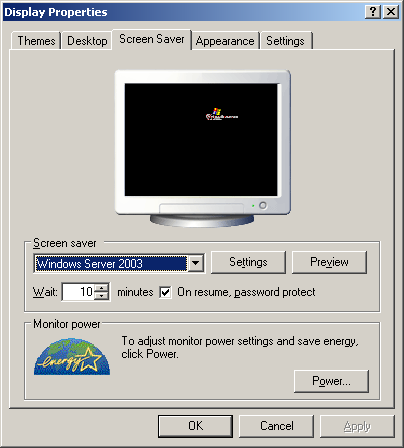 Display Properties
Themes Desktop Screen Saver Appearance Settings
Screen saver
Windows Server 2003 Settings Preview
Wait: 10 minutes On resume, password protect
Monitor power
energy
To adjust monitor power settings and save energy,
click Power.
Power...
OK Cancel Apply